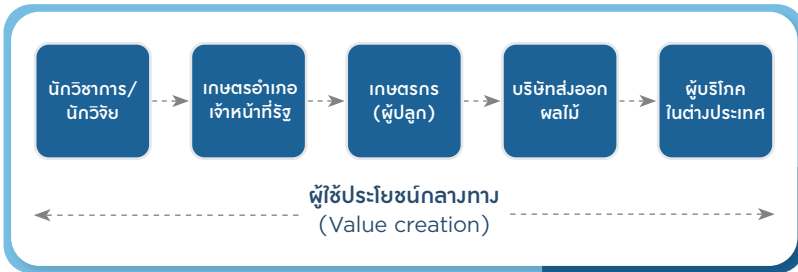 นักวิชาการ/
นักวิจัย
เกษตรอำเภอ
เจ้าหน้าที่รัฐ
เกษตรกร
(ผู้ปลูก)
บริษัทส่งออก
ผลไม้
ผู้บริโภค
ในต่างประเทศ
ผู้ใช้ประโยชน์กลางทาง
(Value creation)